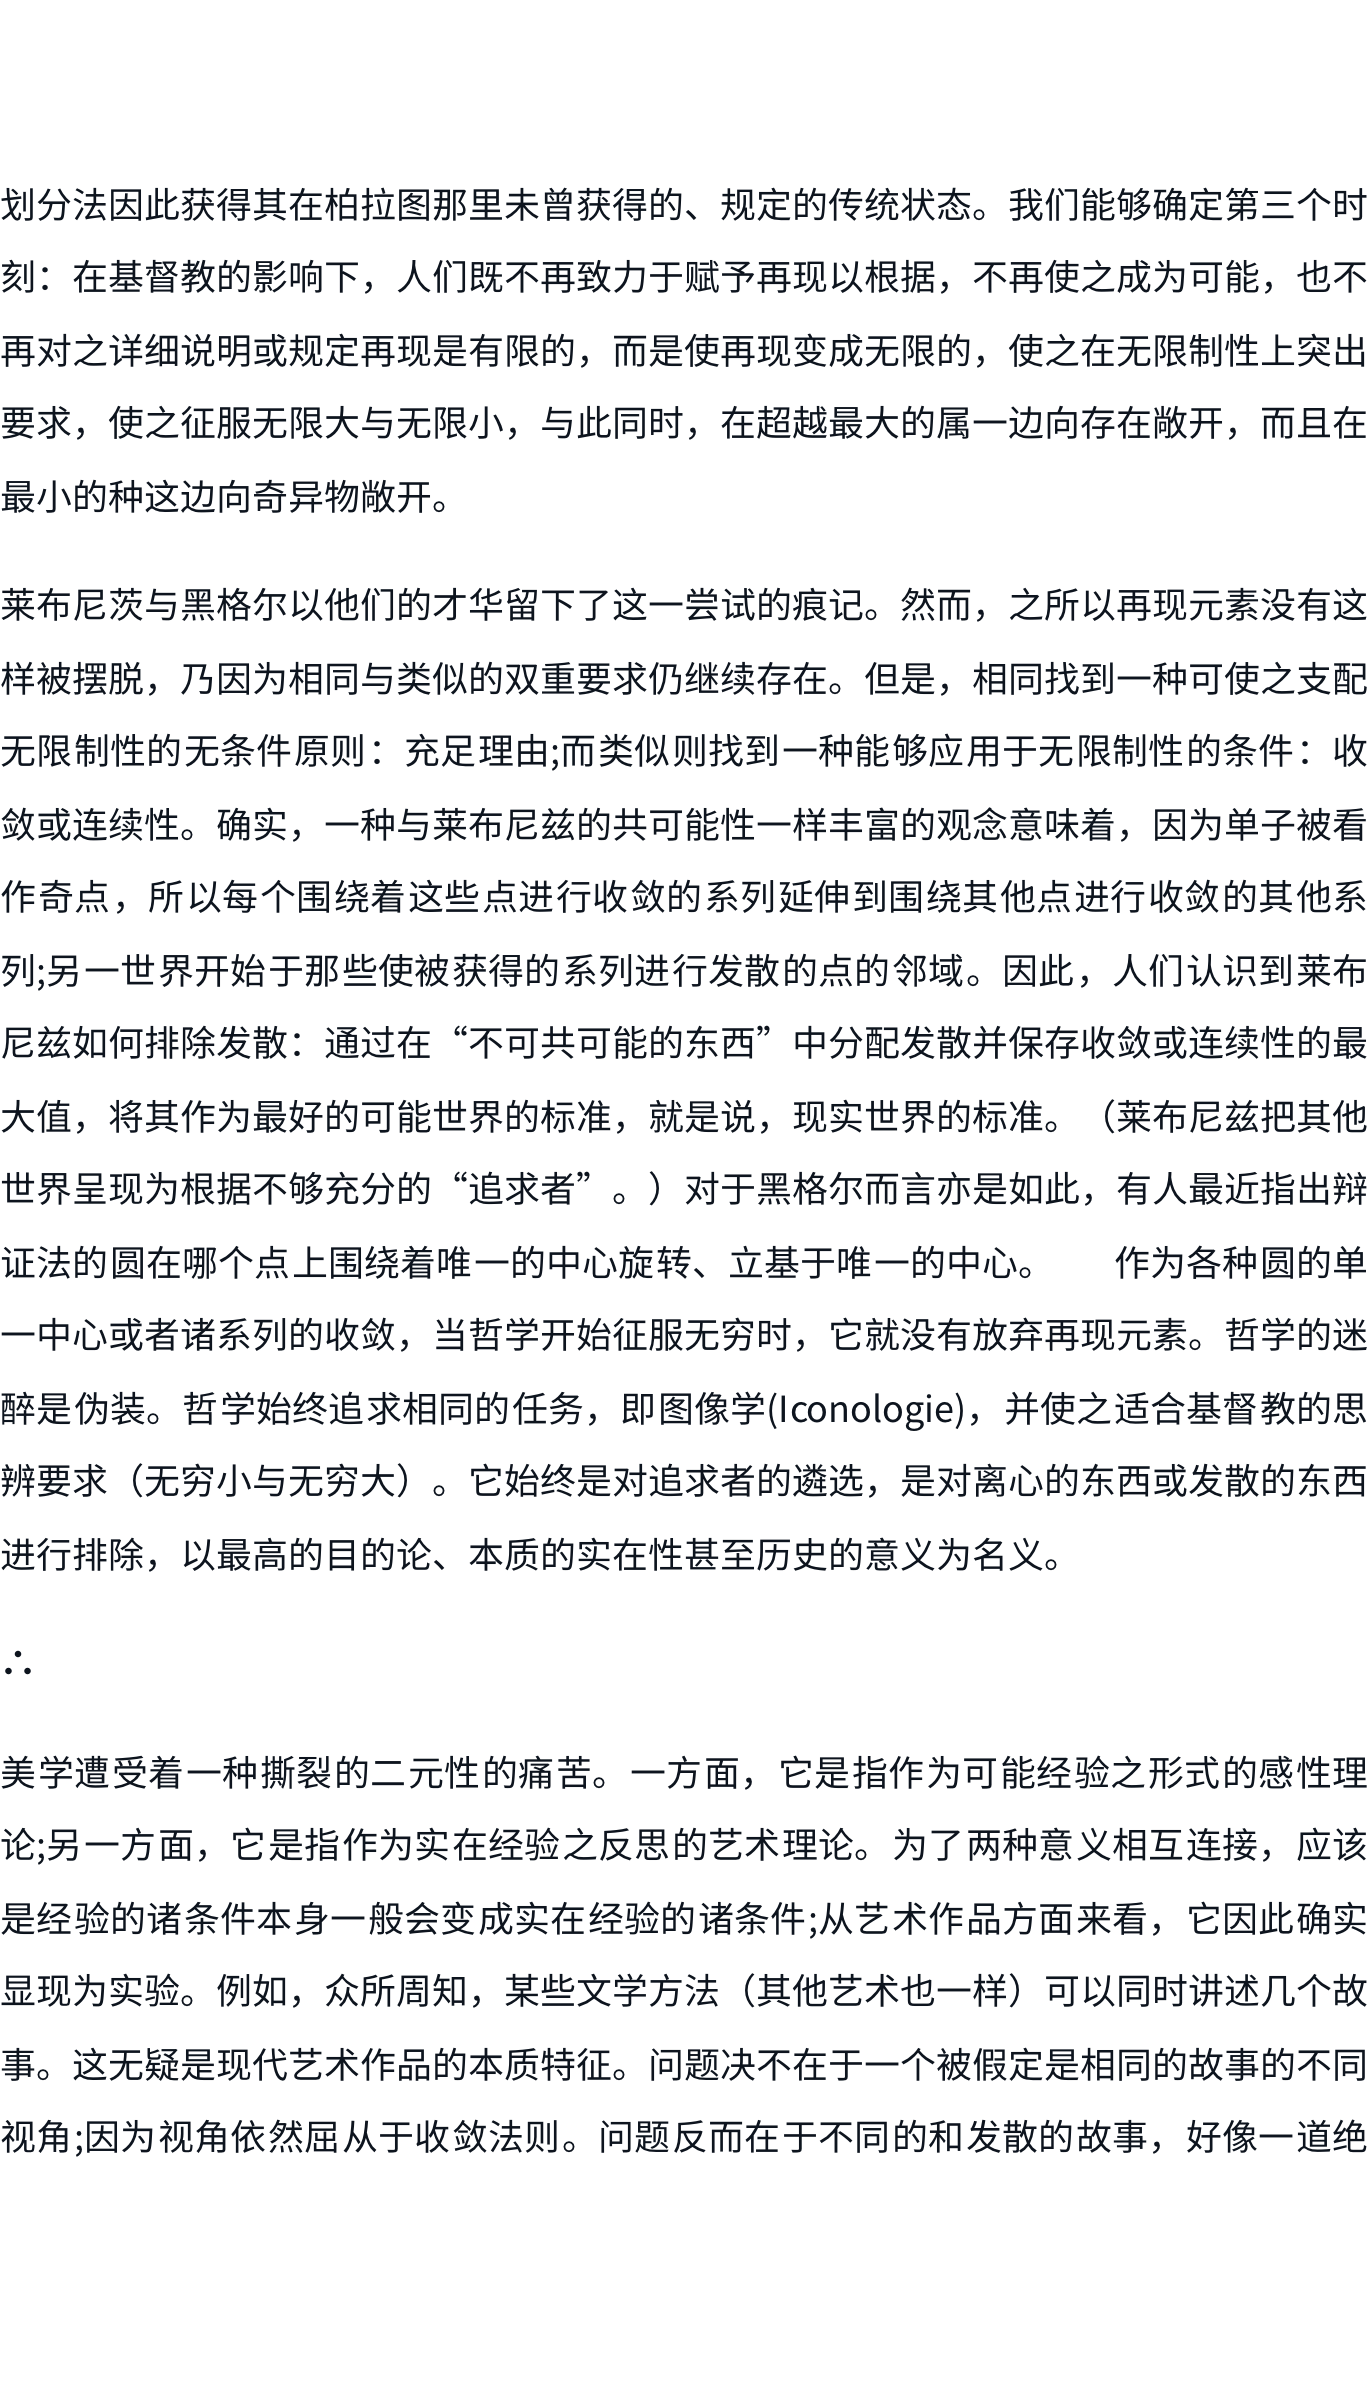 划分法因此获得其在柏拉图那里未曾获得的、规定的传统状态。我们能够确定第三个时
刻：在基督教的影响下，人们既不再致力于赋予再现以根据，不再使之成为可能，也不
再对之详细说明或规定再现是有限的，而是使再现变成无限的，使之在无限制性上突出
要求，使之征服无限大与无限小，与此同时，在超越最大的属一边向存在敞开，而且在
最小的种这边向奇异物敞开。
莱布尼茨与黑格尔以他们的才华留下了这一尝试的痕记。然而，之所以再现元素没有这
样被摆脱，乃因为相同与类似的双重要求仍继续存在。但是，相同找到一种可使之支配
无限制性的无条件原则：充足理由;而类似则找到一种能够应用于无限制性的条件：收
敛或连续性。确实，一种与莱布尼兹的共可能性一样丰富的观念意味着，因为单子被看
作奇点，所以每个围绕着这些点进行收敛的系列延伸到围绕其他点进行收敛的其他系
列;另一世界开始于那些使被获得的系列进行发散的点的邻域。因此，人们认识到莱布
尼兹如何排除发散：通过在“不可共可能的东西”中分配发散并保存收敛或连续性的最
大值，将其作为最好的可能世界的标准，就是说，现实世界的标准。（莱布尼兹把其他
世界呈现为根据不够充分的“追求者”。）对于黑格尔而言亦是如此，有人最近指出辩
证法的圆在哪个点上围绕着唯一的中心旋转、立基于唯一的中心。　　作为各种圆的单
一中心或者诸系列的收敛，当哲学开始征服无穷时，它就没有放弃再现元素。哲学的迷
醉是伪装。哲学始终追求相同的任务，即图像学(Iconologie)，并使之适合基督教的思
辨要求（无穷小与无穷大）。它始终是对追求者的遴选，是对离心的东西或发散的东西
进行排除，以最高的目的论、本质的实在性甚至历史的意义为名义。
∴
美学遭受着一种撕裂的二元性的痛苦。一方面，它是指作为可能经验之形式的感性理
论;另一方面，它是指作为实在经验之反思的艺术理论。为了两种意义相互连接，应该
是经验的诸条件本身一般会变成实在经验的诸条件;从艺术作品方面来看，它因此确实
显现为实验。例如，众所周知，某些文学方法（其他艺术也一样）可以同时讲述几个故
事。这无疑是现代艺术作品的本质特征。问题决不在于一个被假定是相同的故事的不同
视角;因为视角依然屈从于收敛法则。问题反而在于不同的和发散的故事，好像一道绝